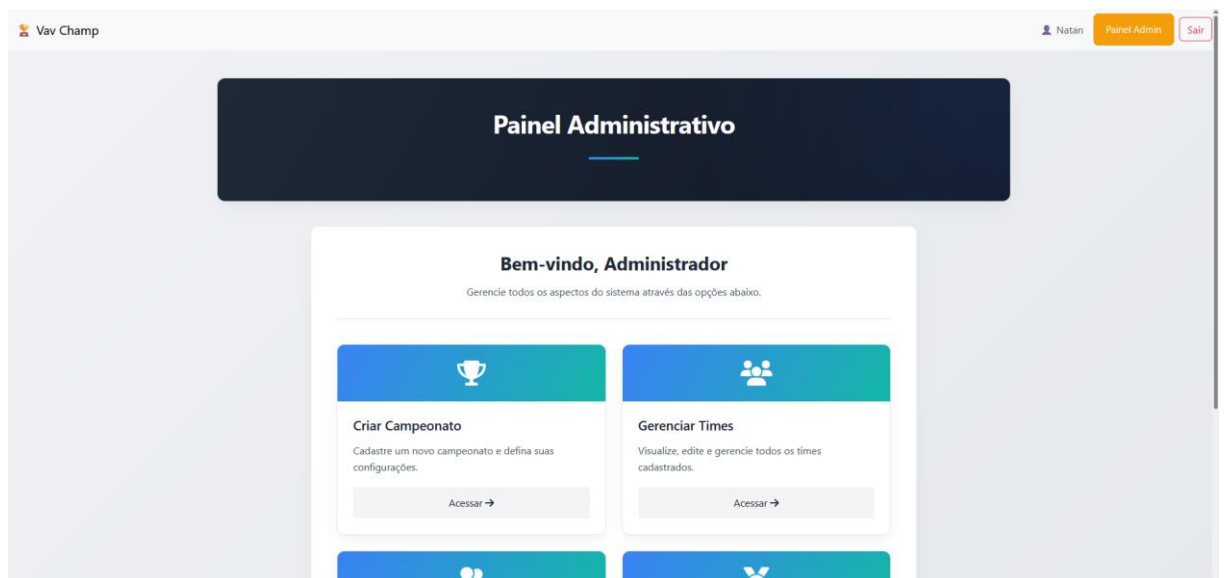 Vav Champ
Natan
Painel Admin
Sair
Painel Administrativo
Bem-vindo, Administrador
Gerencie todos os aspectos do sistema através das opções abaixo.
Criar Campeonato
Cadastre um novo campeonato e defina suas
configurações.
Acessar →
Gerenciar Times
Visualize, edite e gerencie todos os times
cadastrados.
Acessar →